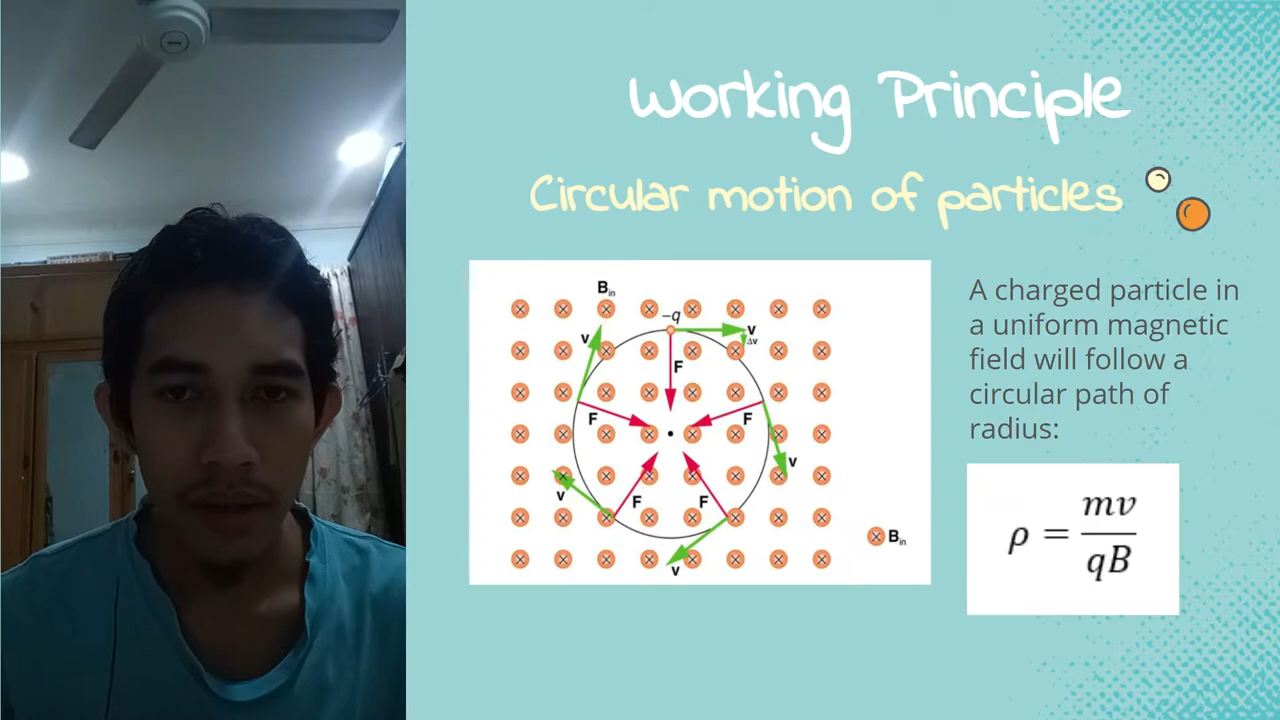 Working Principle
Circular motion of particles
B_in
−q
v
v
Δv
F
F
F
v
v
F
F
B_in
v
A charged particle in
a uniform magnetic
field will follow a
circular path of
radius:
ρ = mv / qB